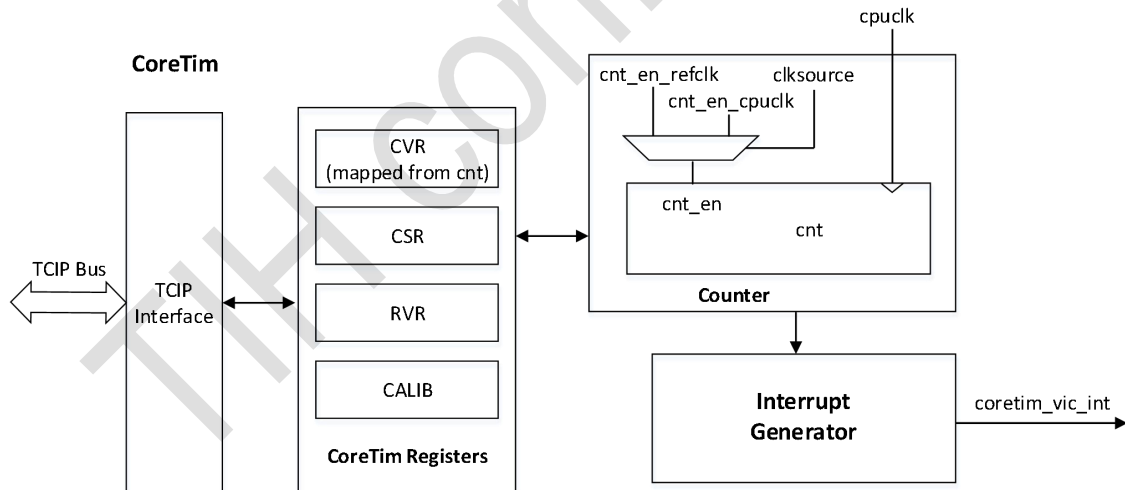 CoreTim
TCIP Bus
TCIP
Interface
CVR
(mapped from cnt)
CSR
RVR
CALIB
CoreTim Registers
cpuclk
cnt_en_refclk
clksource
cnt_en_cpuclk
cnt_en
cnt
Counter
Interrupt
Generator
coretim_vic_int
TIH